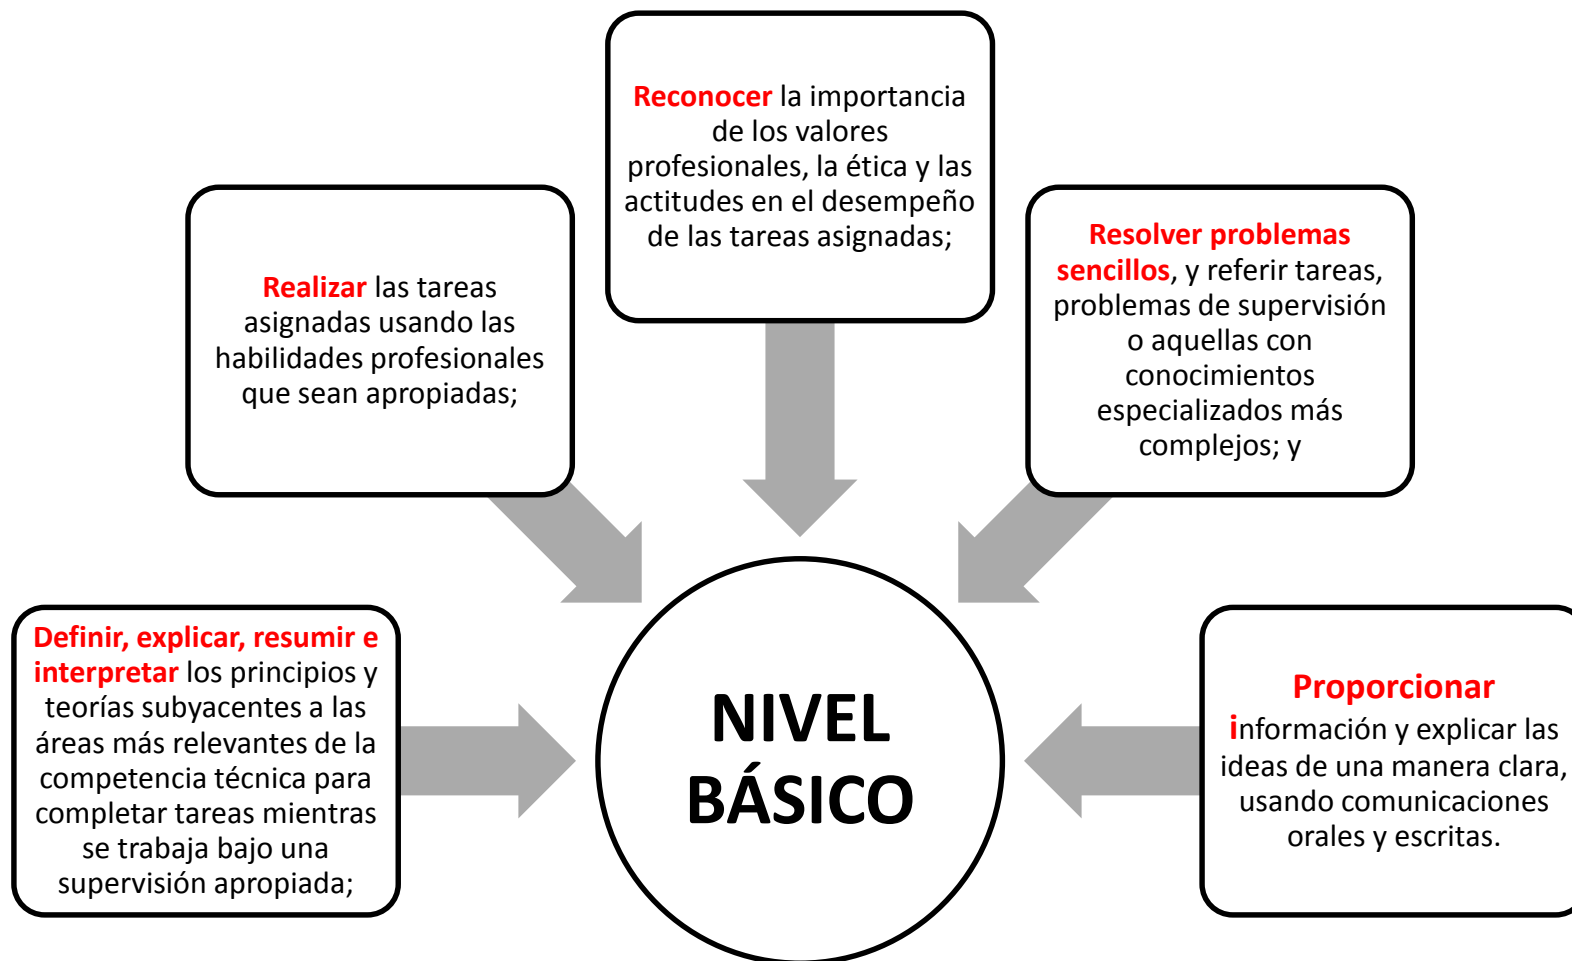 Definir, explicar, resumir e
interpretar los principios y
teorías subyacentes a las
áreas más relevantes de la
competencia técnica para
completar tareas mientras
se trabaja bajo una
supervisión apropiada;
Realizar las tareas
asignadas usando las
habilidades profesionales
que sean apropiadas;
Reconocer la importancia
de los valores
profesionales, la ética y las
actitudes en el desempeño
de las tareas asignadas;
Resolver problemas
sencillos, y referir tareas,
problemas de supervisión
o aquellas con
conocimientos
especializados más
complejos; y
Proporcionar
información y explicar las
ideas de una manera clara,
usando comunicaciones
orales y escritas.
NIVEL
BÁSICO